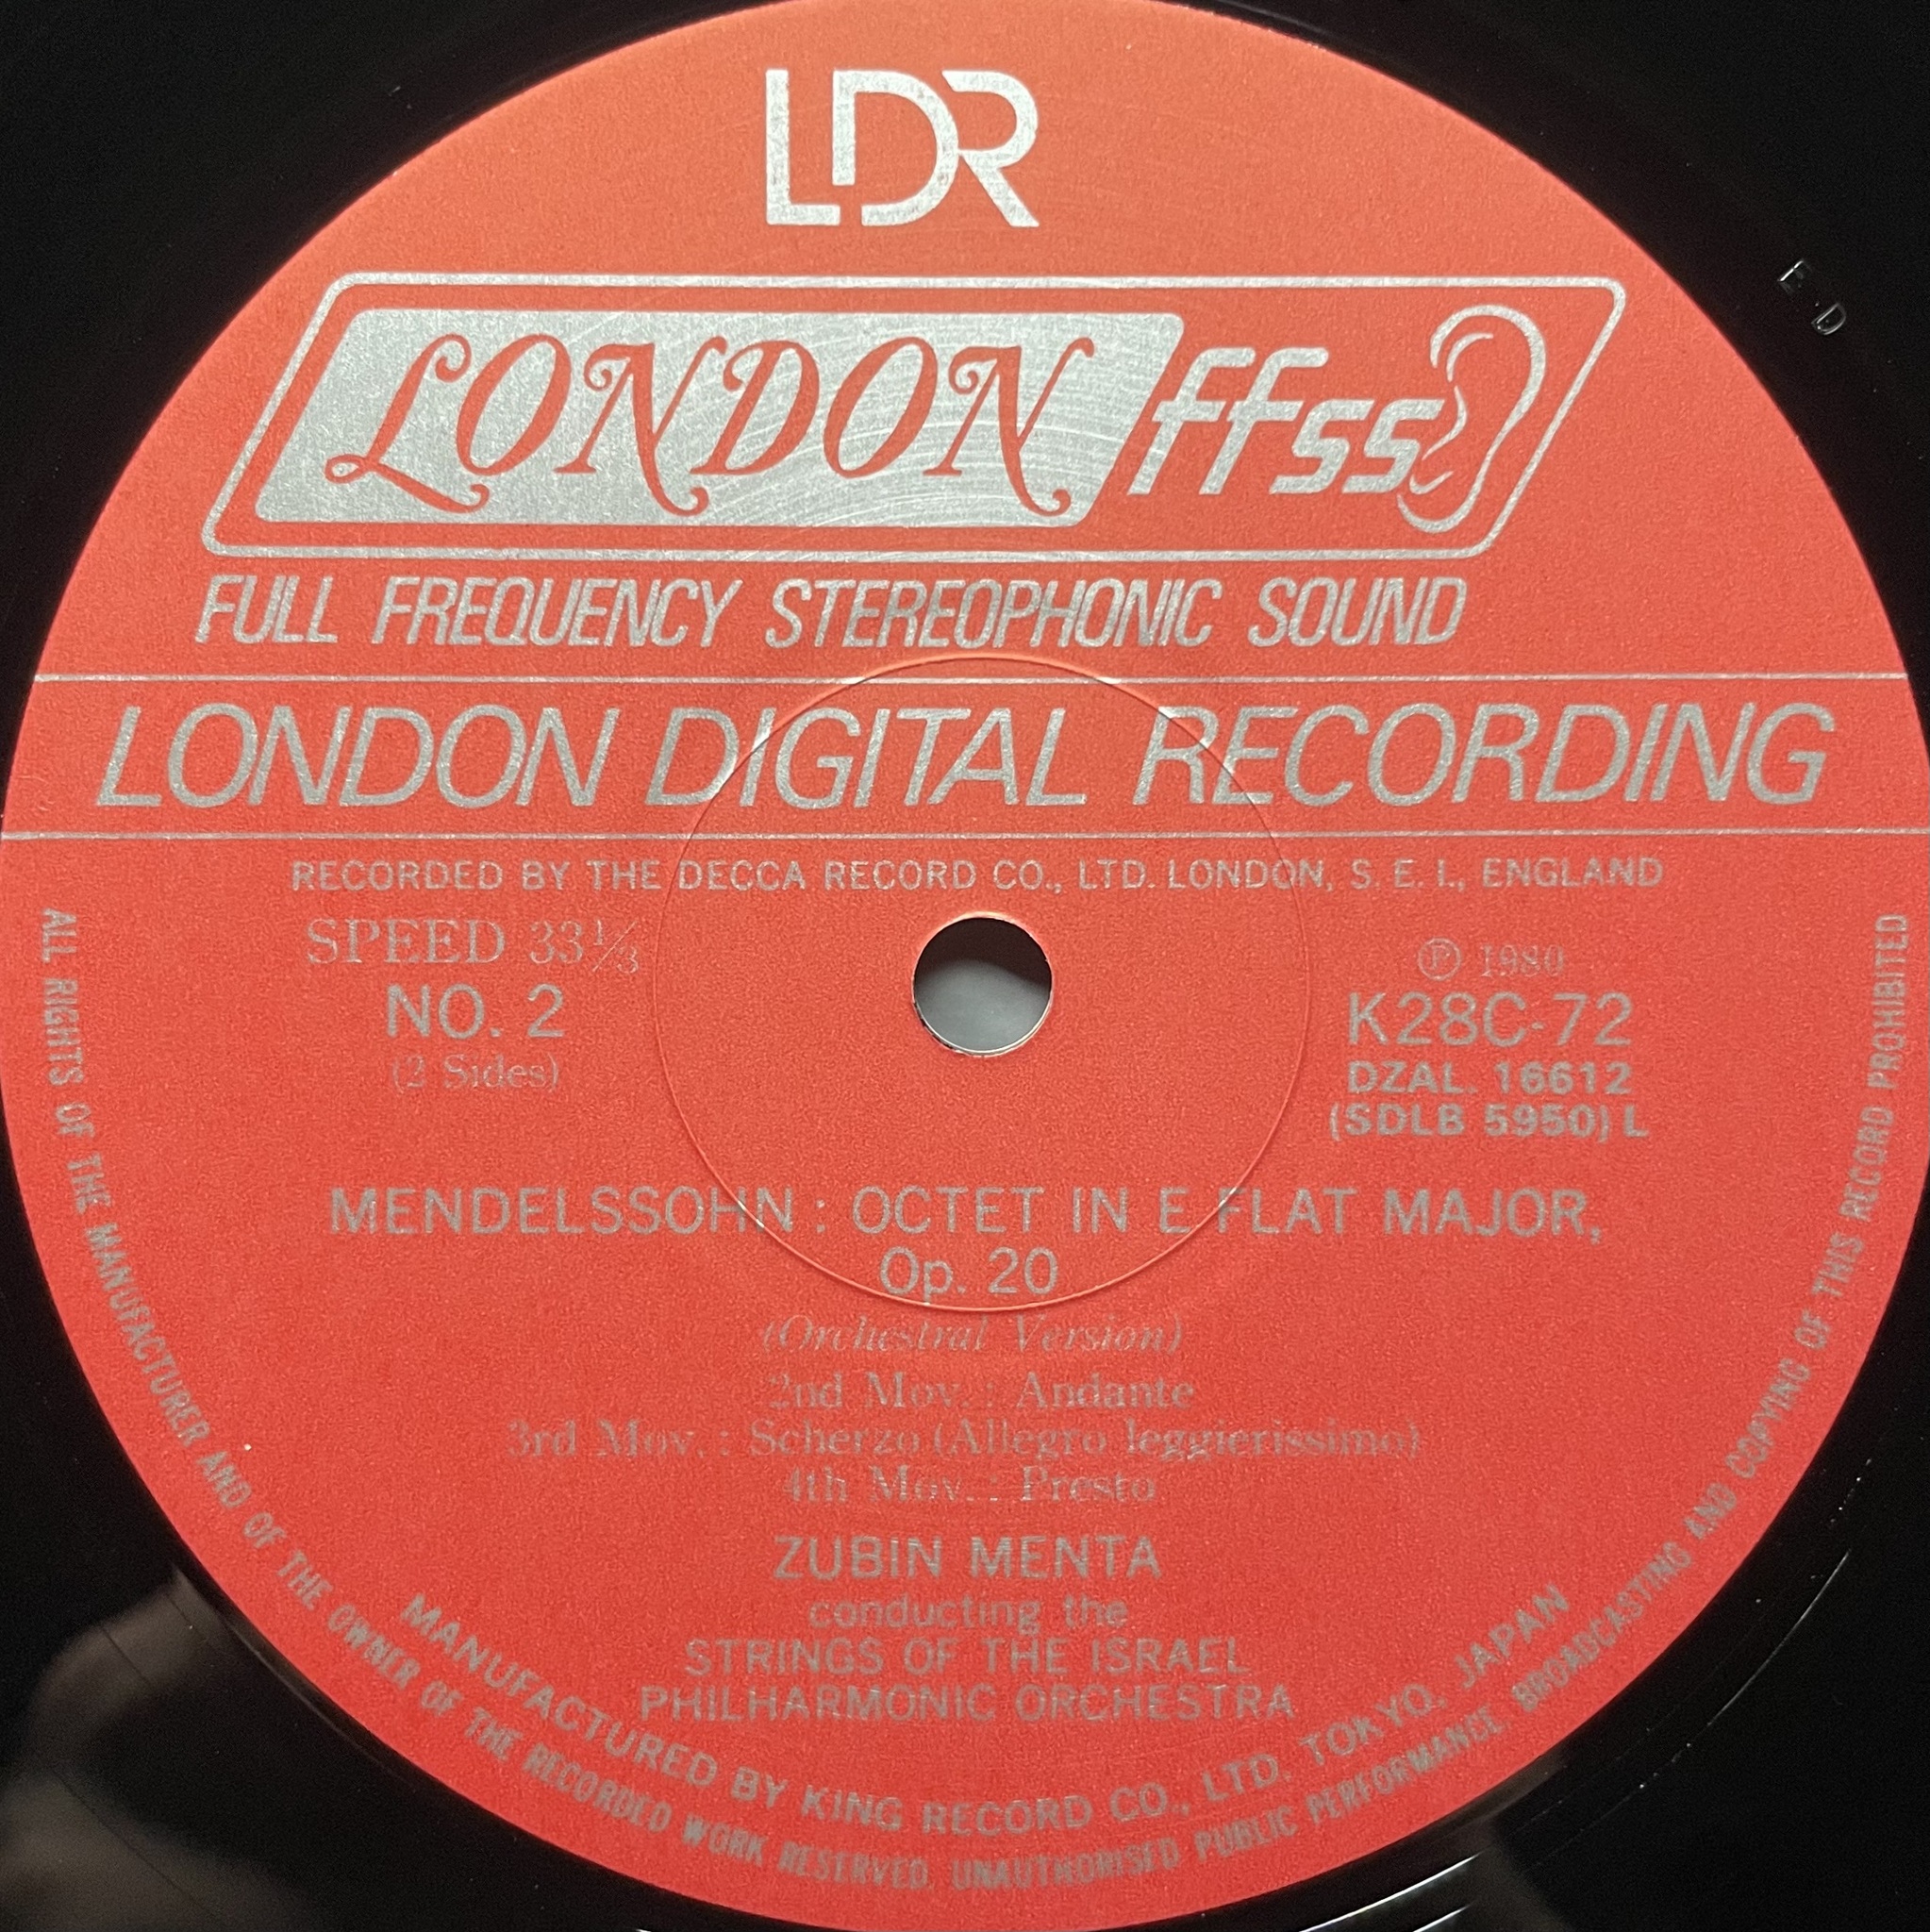 LDR
LONDON ffss
FULL FREQUENCY STEREOPHONIC SOUND
LONDON DIGITAL RECORDING
RECORDED BY THE DECCA RECORD CO., LTD. LONDON, S. E. I., ENGLAND
SPEED 33⅓
NO. 2
(2 Sides)
Ⓟ 1980
K28C-72
DZAL. 16612
(SDLB 5950) L
MENDELSSOHN : OCTET IN E FLAT MAJOR,
Op. 20
(Orchestral Version)
2nd Mov. : Andante
3rd Mov. : Scherzo (Allegro leggierissimo)
4th Mov. : Presto
ZUBIN MENTA
conducting the
STRINGS OF THE ISRAEL
PHILHARMONIC ORCHESTRA
MANUFACTURED BY KING RECORD CO., LTD. TOKYO, JAPAN
ALL RIGHTS OF THE MANUFACTURER AND OF THE OWNER OF THE RECORDED WORK RESERVED. UNAUTHORISED PUBLIC PERFORMANCE, BROADCASTING AND COPYING OF THIS RECORD PROHIBITED